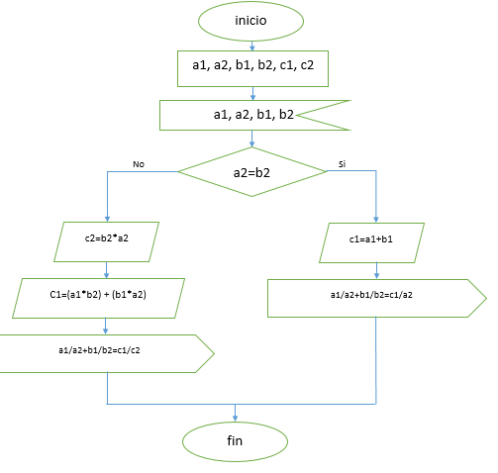 inicio
a1, a2, b1, b2, c1, c2
a1, a2, b1, b2
a2=b2
No
Si
c2=b2*a2
c1=a1+b1
C1=(a1*b2) + (b1*a2)
a1/a2+b1/b2=c1/a2
a1/a2+b1/b2=c1/c2
fin